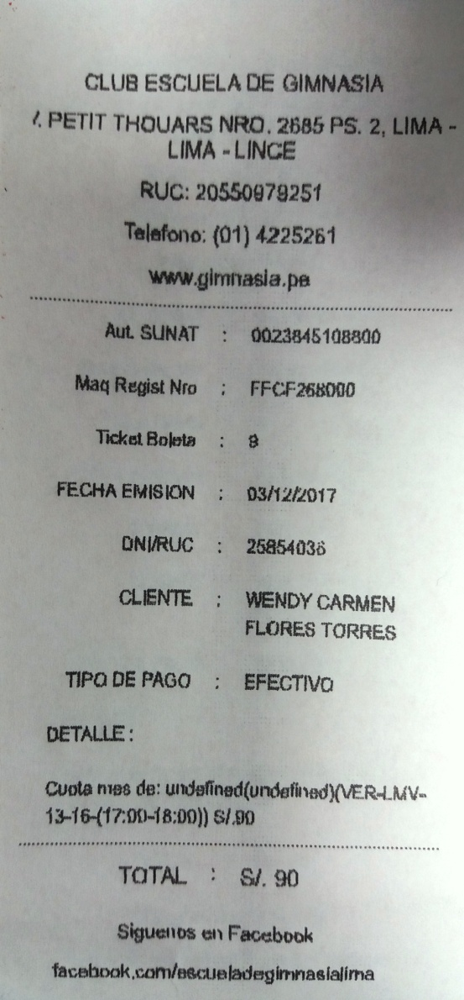 CLUB ESCUELA DE GIMNASIA
. PETIT THOUARS NRO. 2685 PS. 2, LIMA -
LIMA - LINCE
RUC: 20550979251
Telefono: (01) 4225261
www.gimnasia.pe
Aut. SUNAT : 0023845108800
Maq Regist Nro : FFCF268000
Ticket Boleta :
FECHA EMISION : 03/12/2017
DNI/RUC : 25854036
CLIENTE : WENDY CARMEN
FLORES TORRES
TIPO DE PAGO : EFECTIVO
DETALLE :
Cuota mes de: undefined(undefined)(VER-LMV-
13-16-(17:00-18:00)) S/.90
TOTAL : S/. 90
Siguenos en Facebook
facebook.com/escueladegimnasialima